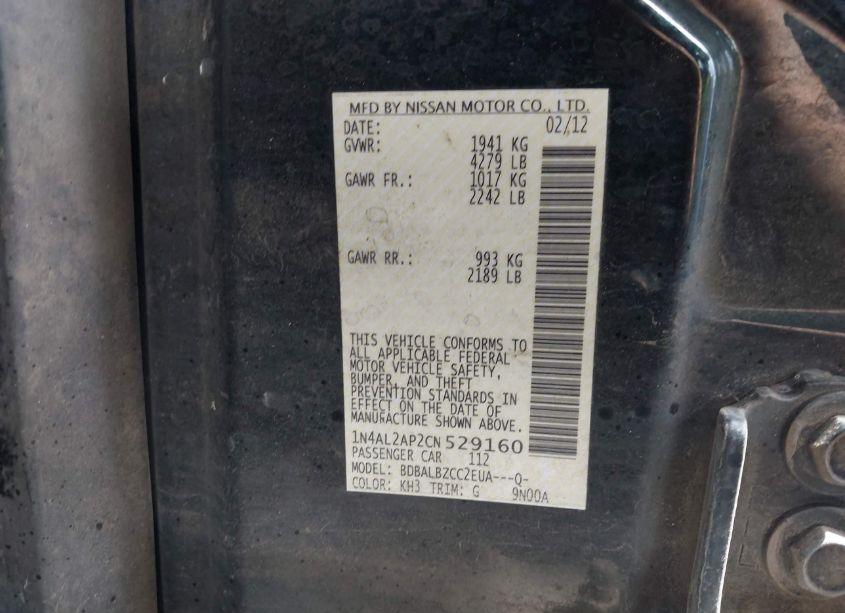 MFD BY NISSAN MOTOR CO., LTD.
DATE: 02/12
GVWR: 1941 KG
4279 LB
GAWR FR.: 1017 KG
2242 LB
GAWR RR.: 993 KG
2189 LB
THIS VEHICLE CONFORMS TO
ALL APPLICABLE FEDERAL
MOTOR VEHICLE SAFETY,
BUMPER, AND THEFT
PREVENTION STANDARDS IN
EFFECT ON THE DATE OF
MANUFACTURE SHOWN ABOVE.
1N4AL2AP2CN529160
PASSENGER CAR 112
MODEL: BDBALBZCC2EUA---Q-
COLOR: KH3 TRIM: G 9N00A